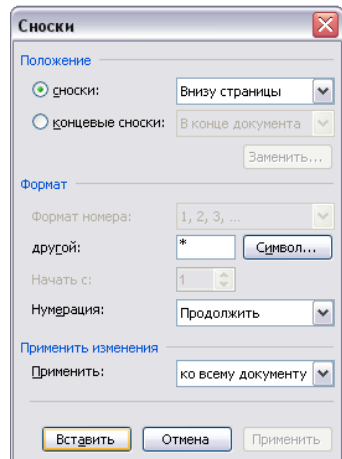 Сноски
Положение
сноски: Внизу страницы
концевые сноски: В конце документа
Заменить...
Формат
Формат номера: 1, 2, 3, ...
другой: * Символ...
Начать с: 1
Нумерация: Продолжить
Применить изменения
Применить: ко всему документу
Вставить Отмена Применить